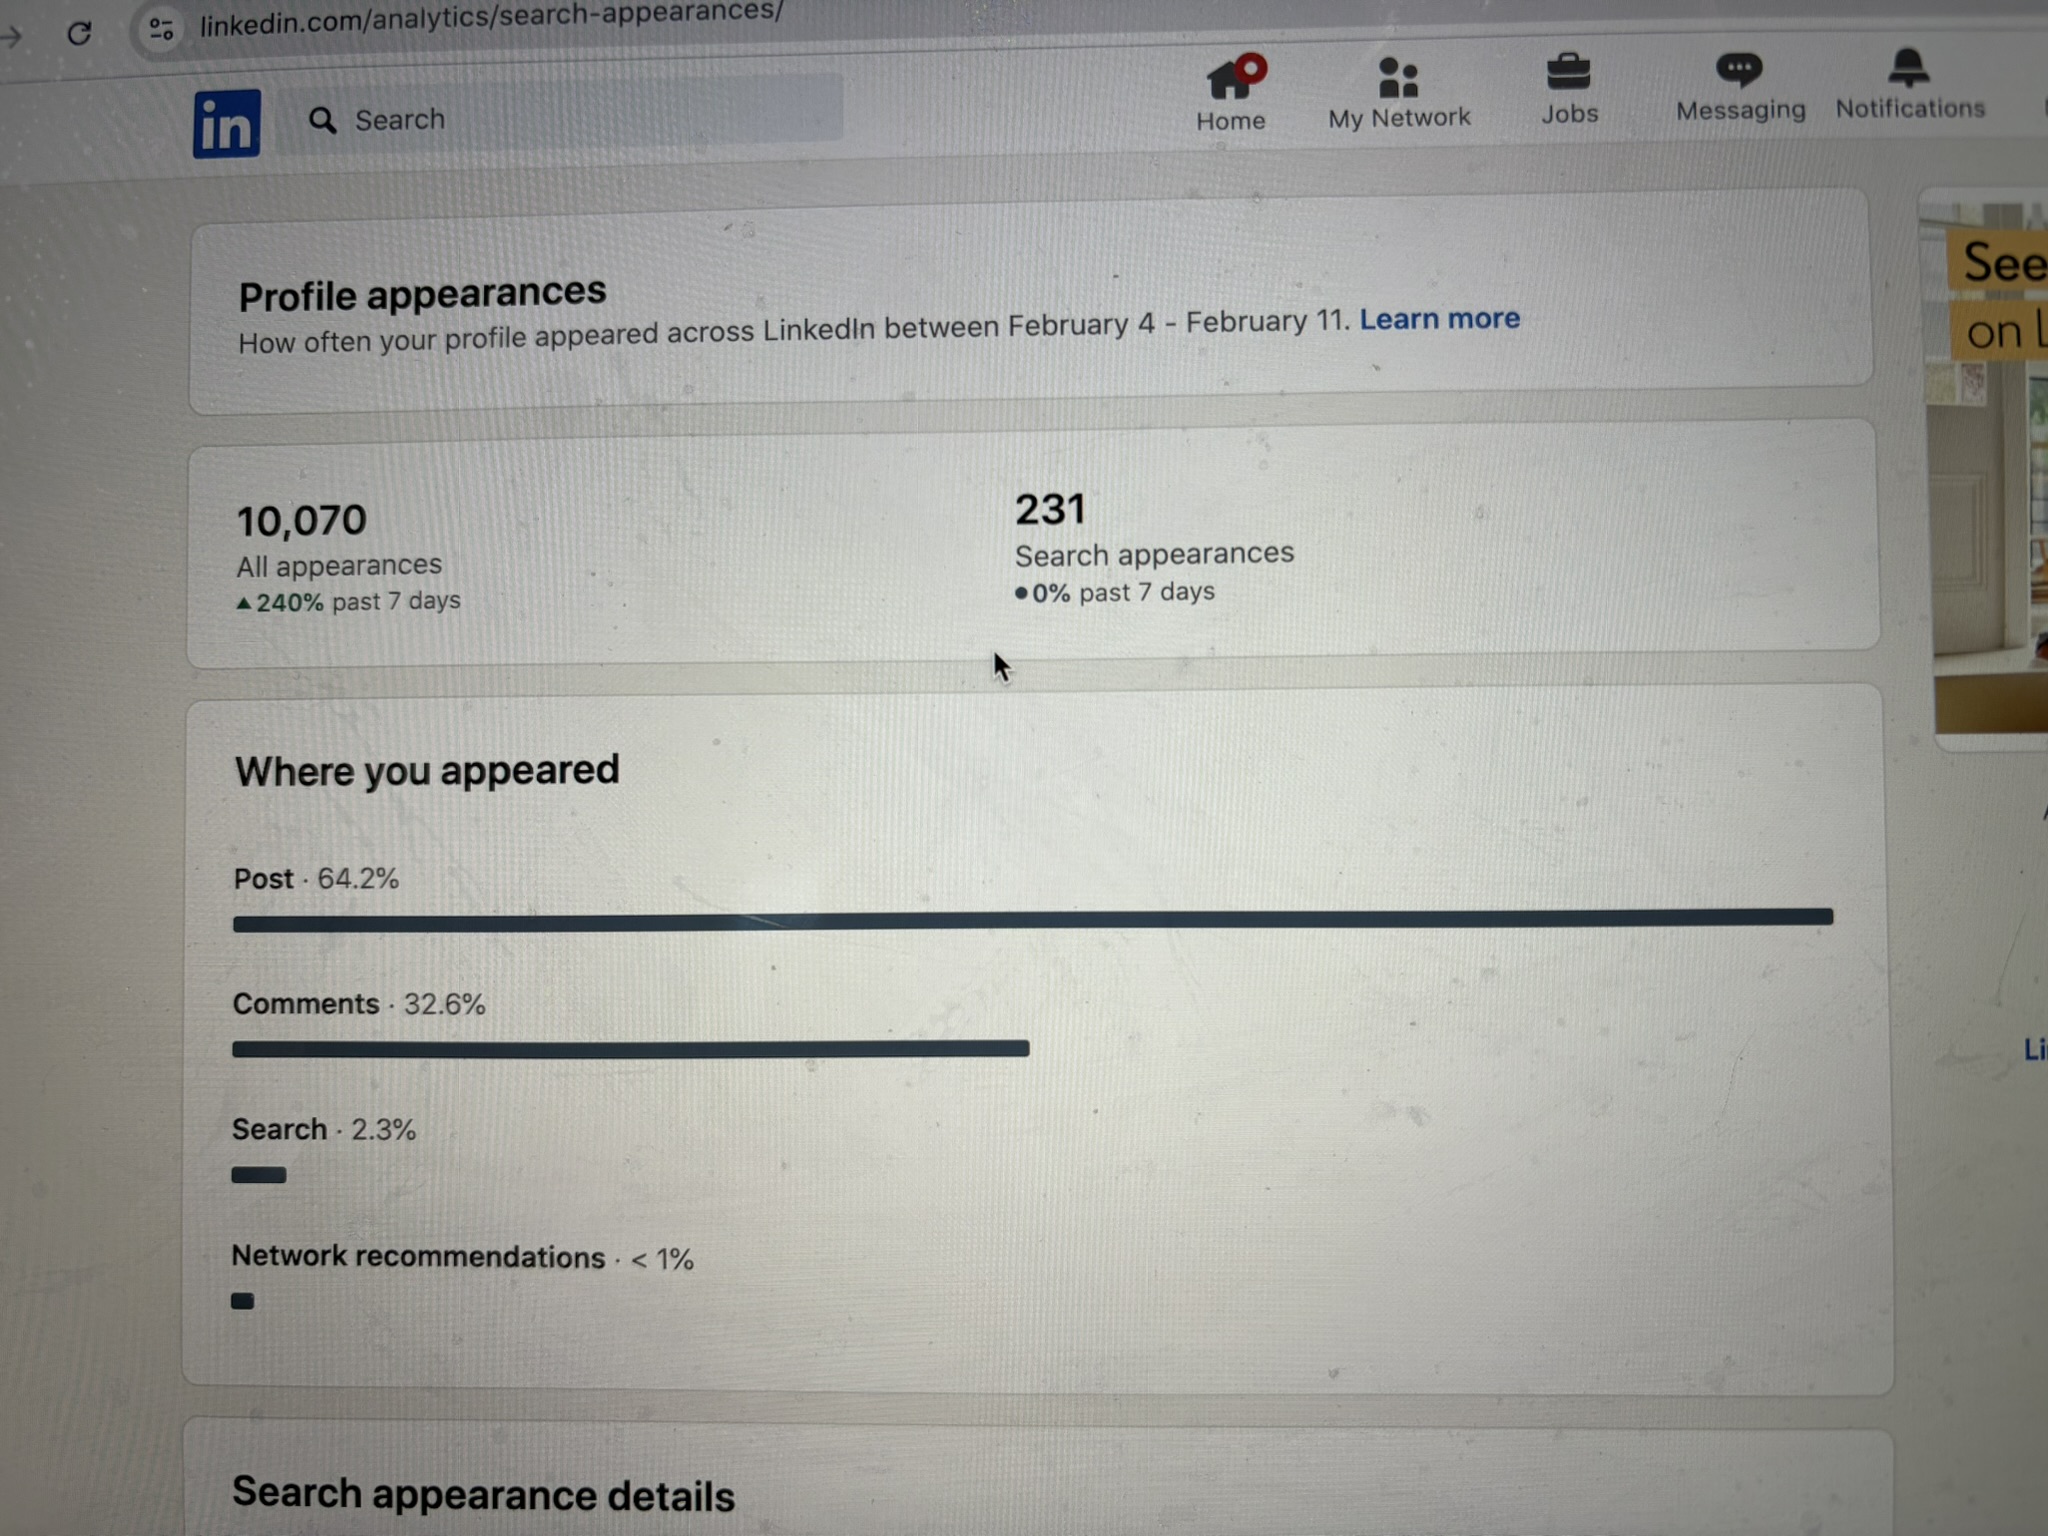 linkedin.com/analytics/search-appearances/
in
Search
Home
My Network
Jobs
Messaging
Notifications
Profile appearances
How often your profile appeared across LinkedIn between February 4 - February 11. Learn more
See
on
10,070
All appearances
▲240% past 7 days
231
Search appearances
•0% past 7 days
Where you appeared
Post · 64.2%
Comments · 32.6%
Search · 2.3%
Network recommendations · < 1%
Search appearance details